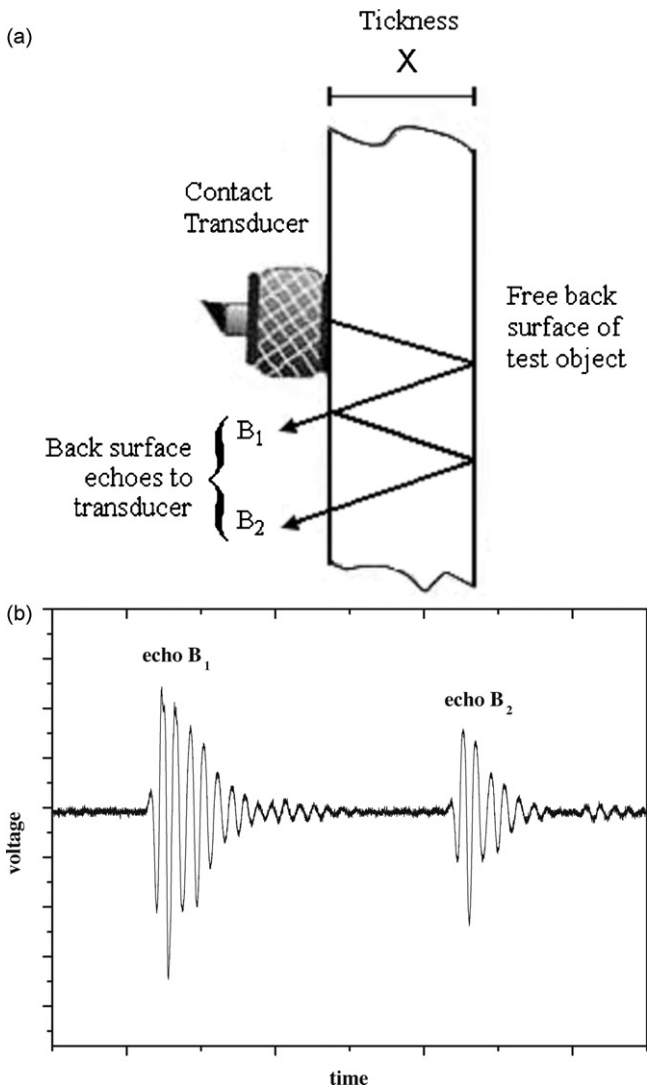 (a)
Tickness
X
Contact
Transducer
Free back
surface of
test object
Back surface
echoes to
transducer
B₁
B₂
(b)
echo B₁
echo B₂
voltage
time